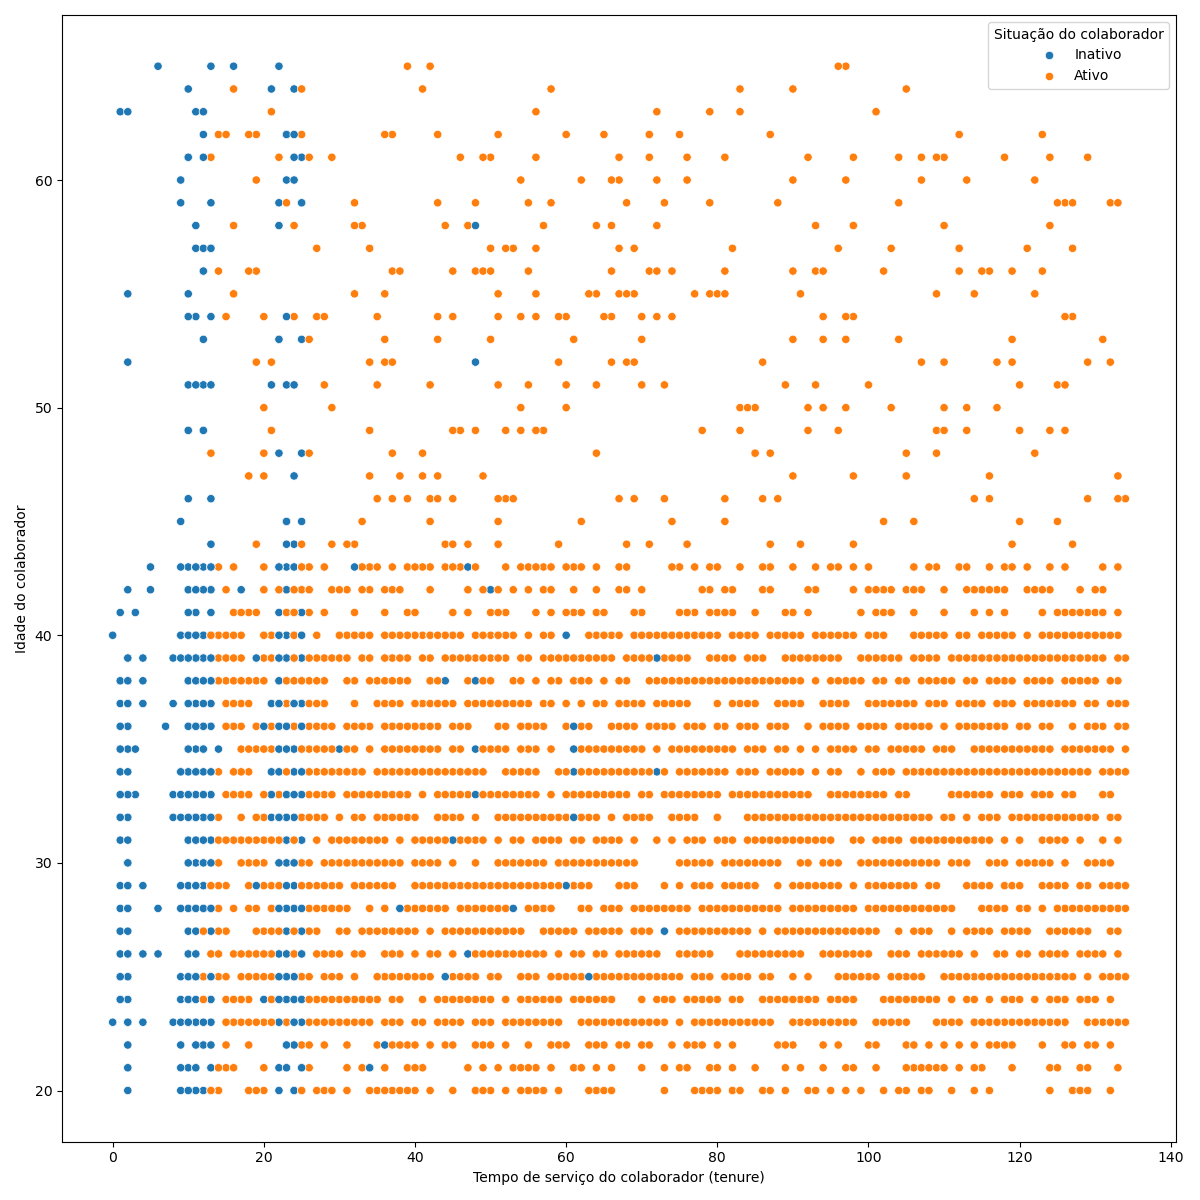 Situação do colaborador
Inativo
Ativo
Idade do colaborador
60
50
40
30
20
0 20 40 60 80 100 120 140
Tempo de serviço do colaborador (tenure)